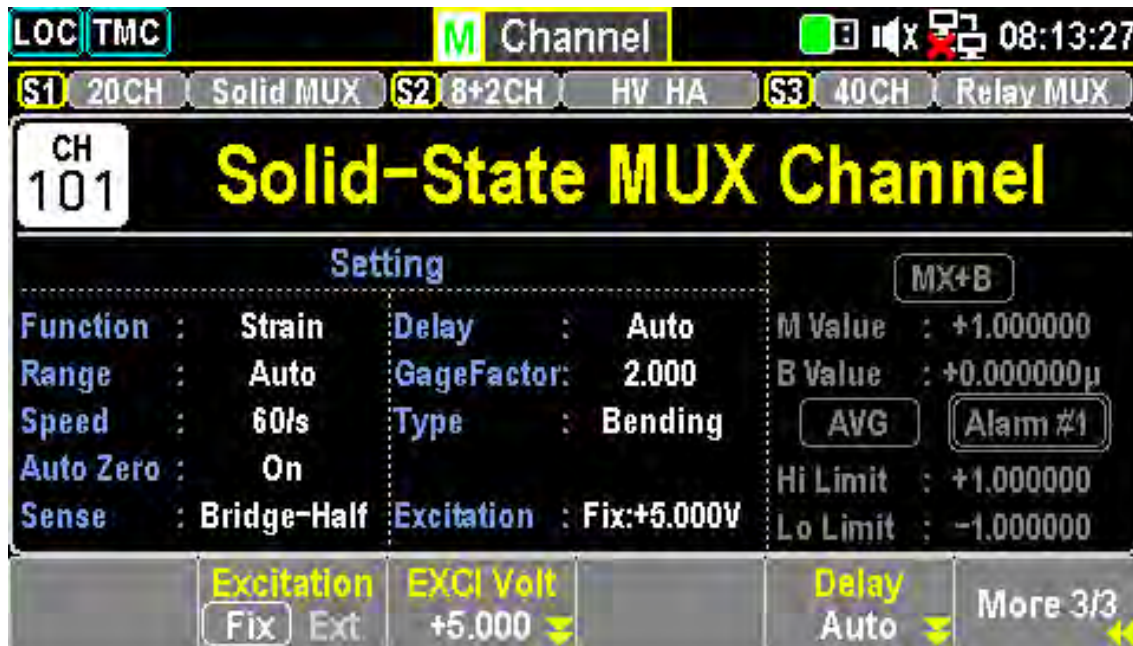 LOC TMC M Channel 08:13:27
S1 20CH Solid MUX S2 8+2CH HV HA S3 40CH Relay MUX
CH
101
Solid-State MUX Channel
Setting
MX+B
Function : Strain Delay : Auto M Value : +1.000000
Range : Auto GageFactor: 2.000 B Value : +0.000000µ
Speed : 60/s Type : Bending AVG Alarm #1
Auto Zero : On Hi Limit : +1.000000
Sense : Bridge-Half Excitation : Fix:+5.000V Lo Limit : -1.000000
Excitation EXCI Volt Delay
Fix Ext +5.000 Auto More 3/3